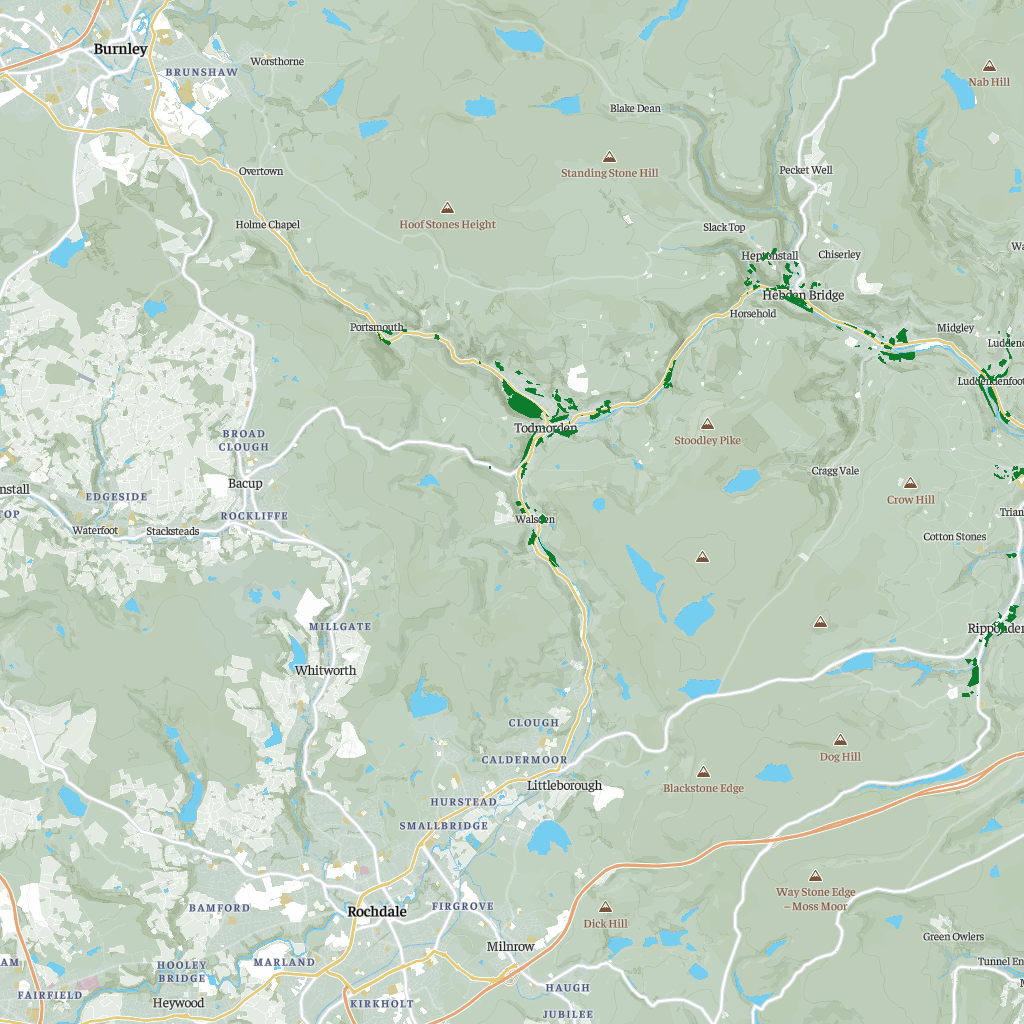 Burnley
BRUNSHAW
Worsthorne
Nab Hill
Blake Dean
Standing Stone Hill
Pecket Well
Overtown
Hoof Stones Height
Holme Chapel
Slack Top
Heptonstall
Chiserley
Hebden Bridge
Horsehold
Portsmouth
Midgley
Luddendenfoot
Todmorden
Stoodley Pike
BROAD
CLOUGH
Cragg Vale
Bacup
Crow Hill
EDGESIDE
ROCKLIFFE
Walsden
Waterfoot
Stacksteads
Cotton Stones
MILLGATE
Whitworth
CLOUGH
CALDERMOOR
Dog Hill
Littleborough
Blackstone Edge
HURSTEAD
SMALLBRIDGE
Way Stone Edge
– Moss Moor
BAMFORD
Rochdale
FIRGROVE
Dick Hill
Milnrow
Green Owlers
MARLAND
HOOLEY
BRIDGE
FAIRFIELD
Heywood
KIRKHOLT
HAUGH
JUBILEE